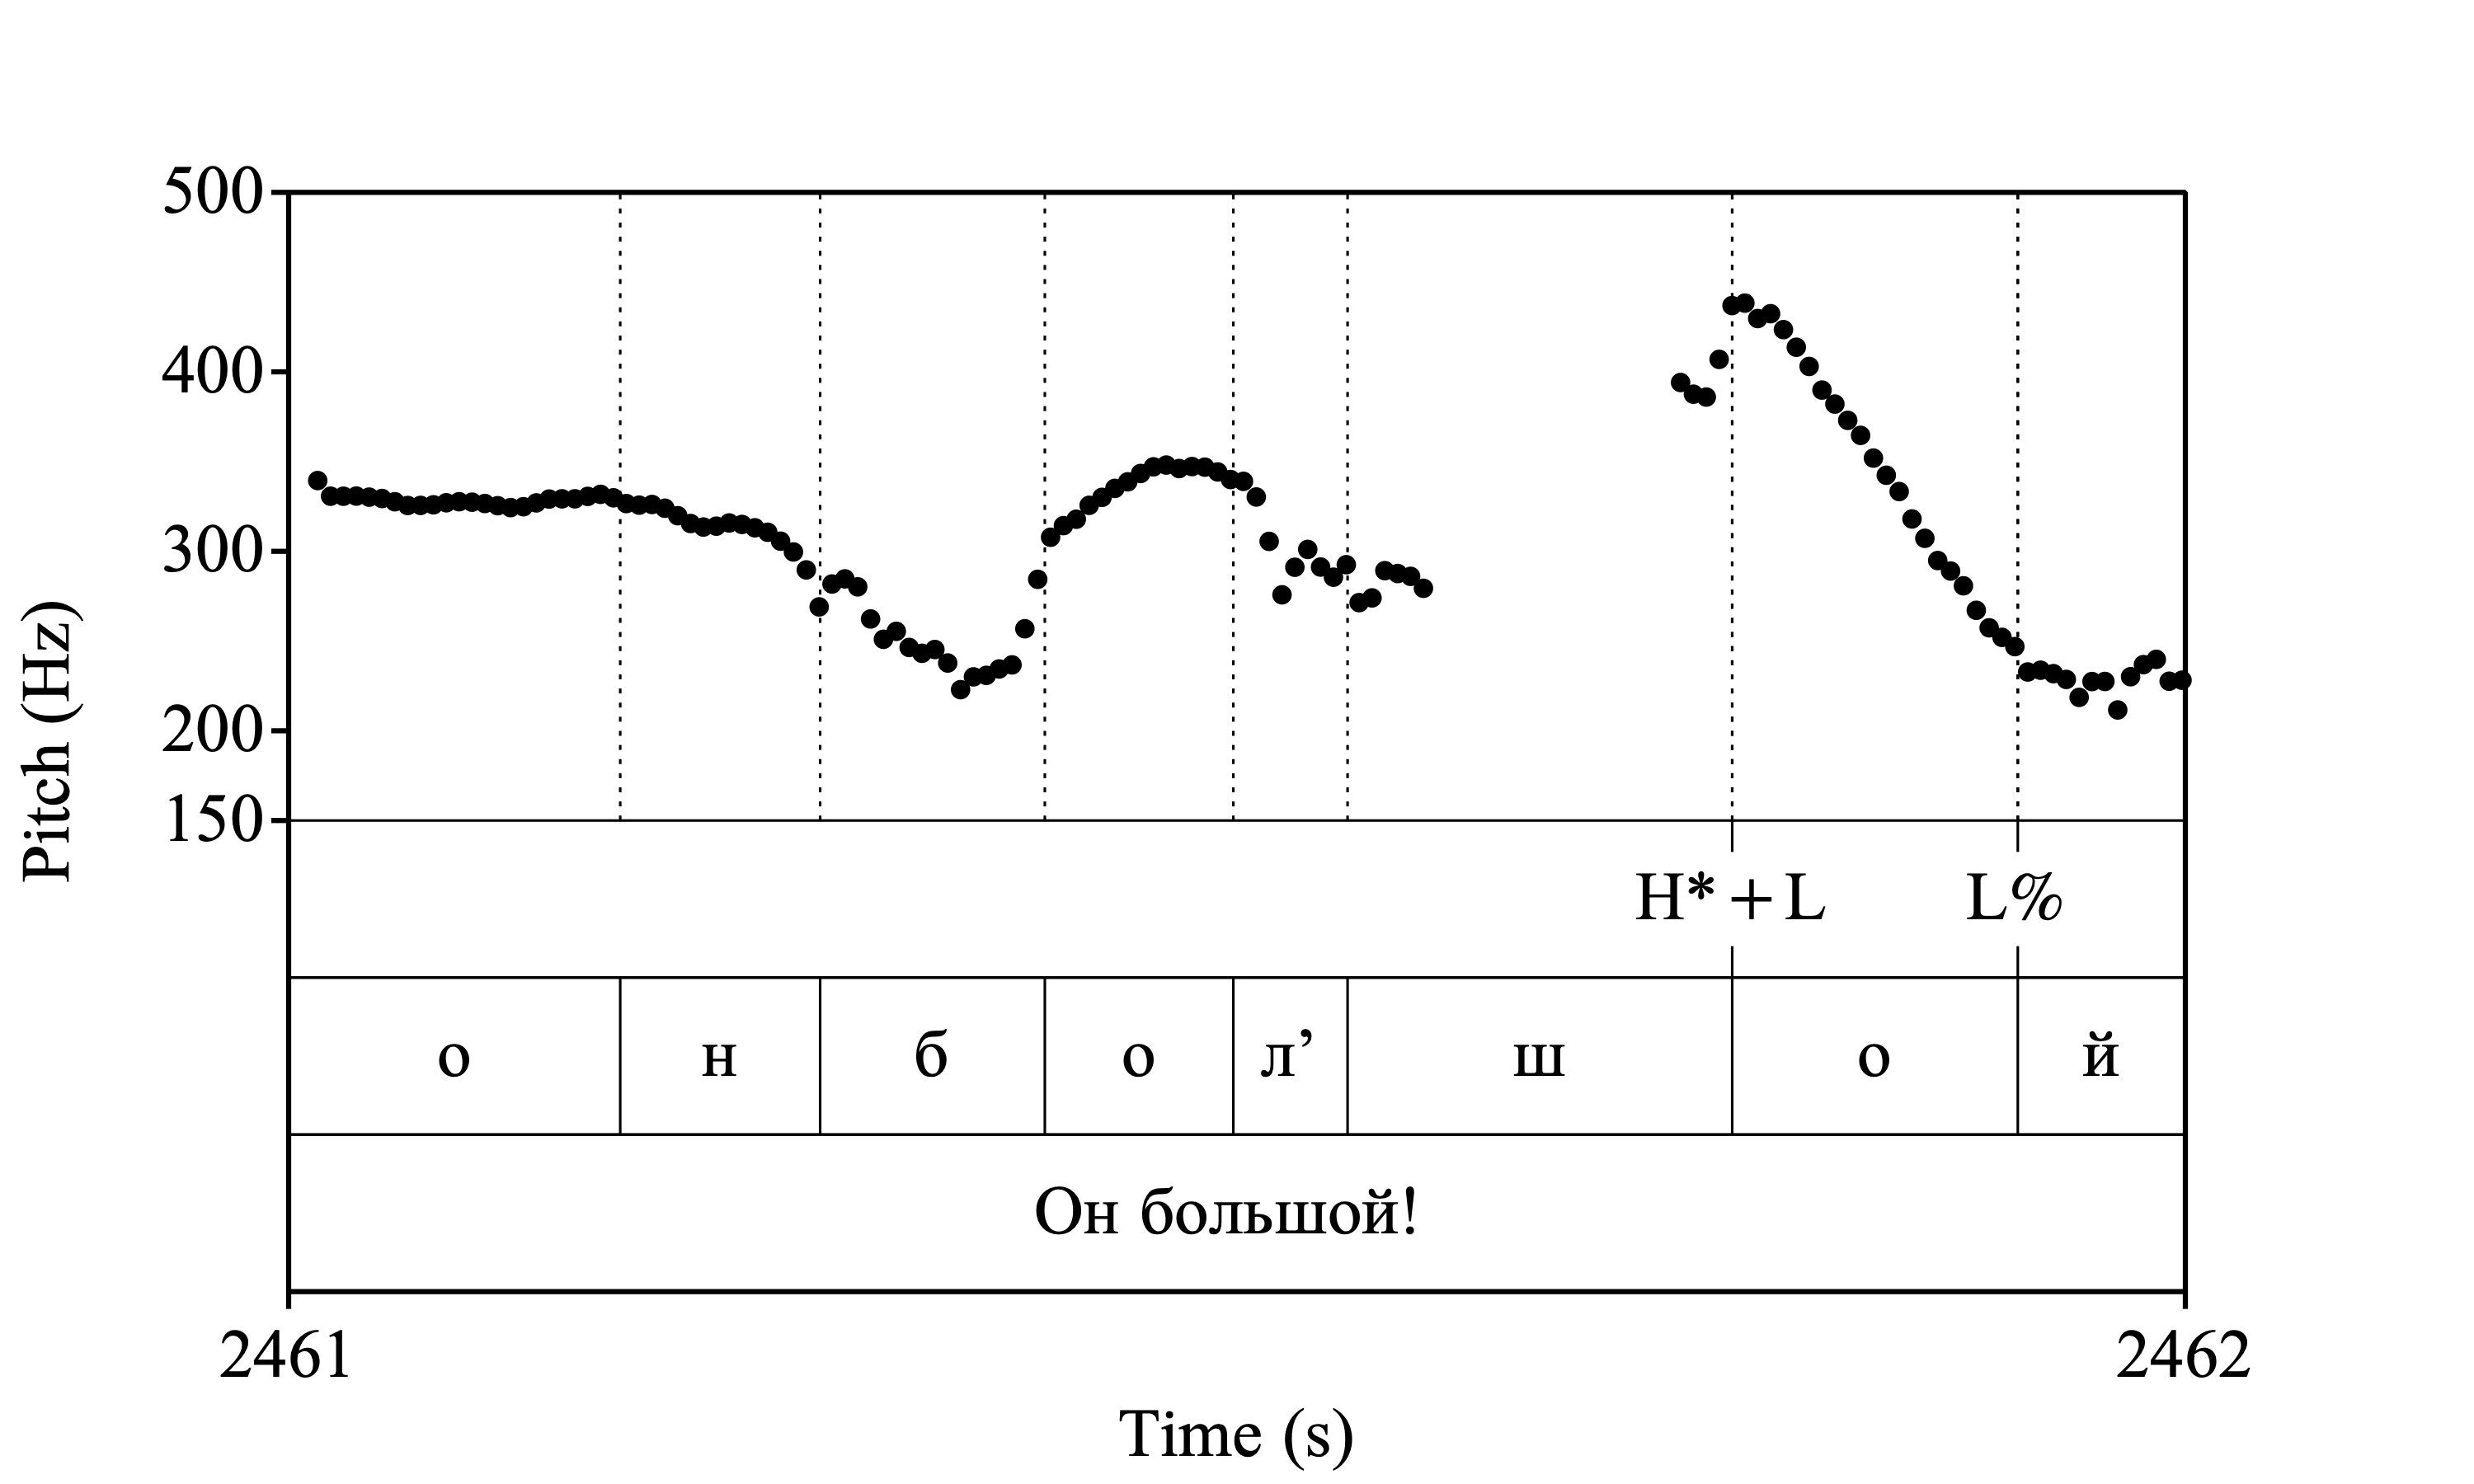 500
400
300
200
150
Pitch (Hz)
H* + L L%
о н б о л’ ш о й
Он большой!
2461 2462
Time (s)